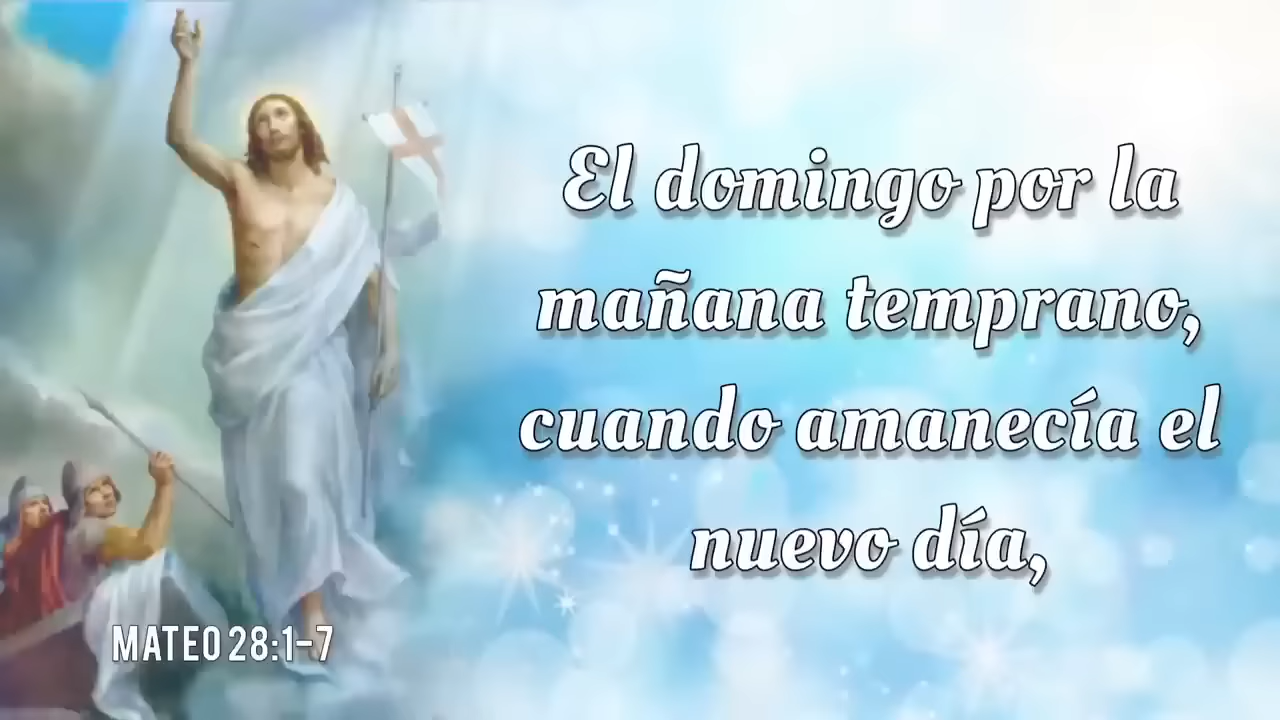 El domingo por la
mañana temprano,
cuando amanecía el
nuevo día,
MATEO 28:1-7